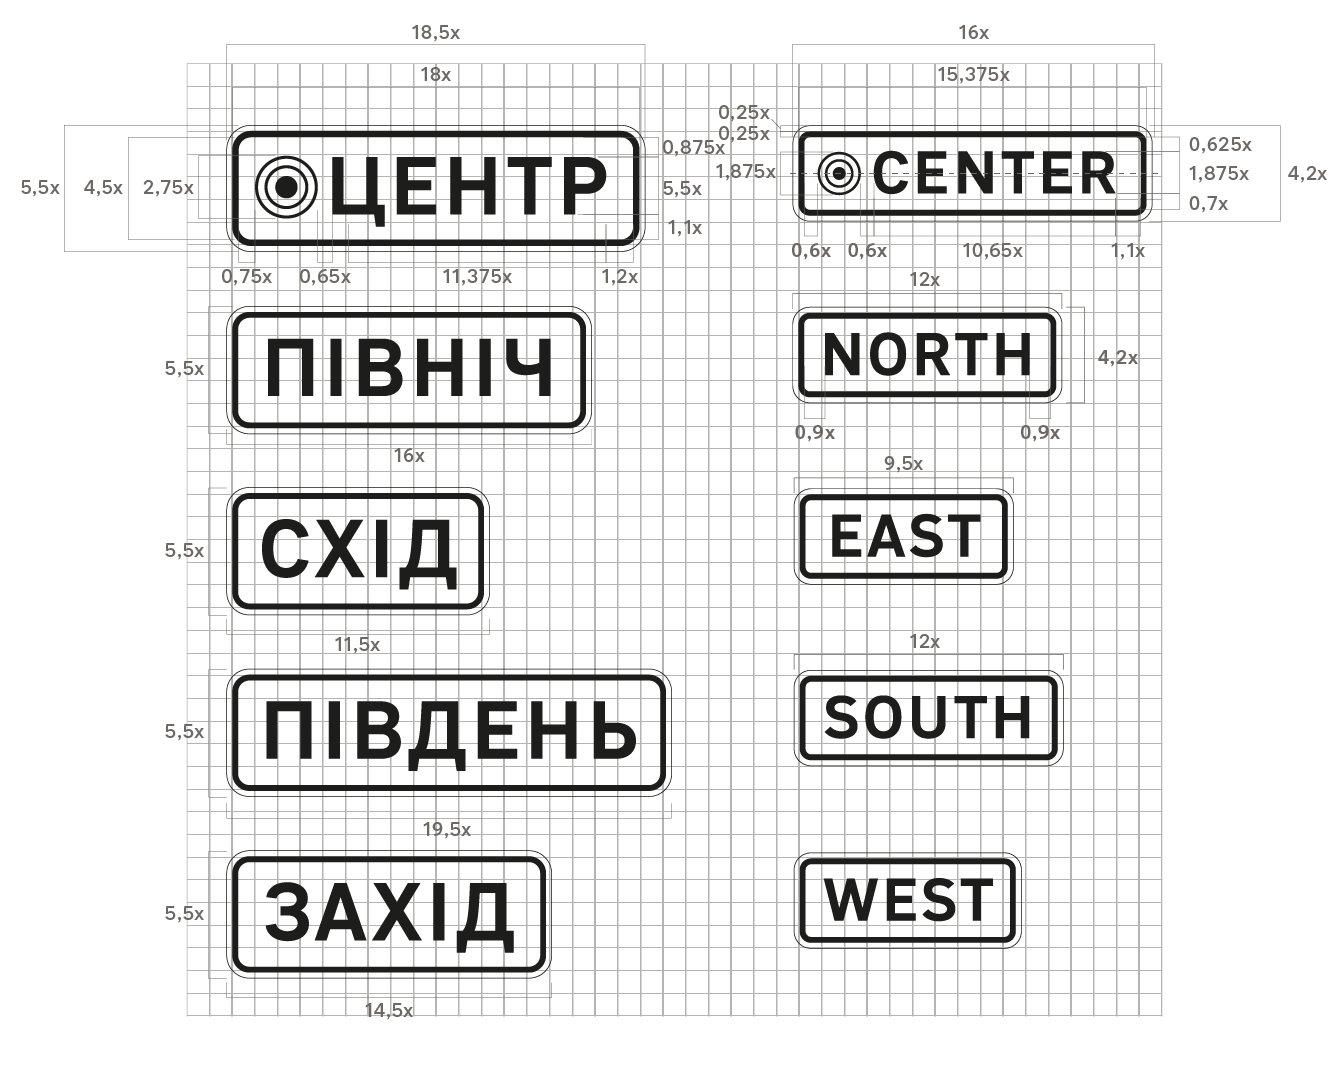 18,5x
16x
18x
15,375x
0,25x
0,25x
ЦЕНТР
CENTER
0,875x
0,625x
5,5x
4,5x
2,75x
5,5x
1,875x
1,875x
4,2x
1,1x
0,7x
0,75x
0,65x
11,375x
1,2x
0,6x
0,6x
10,65x
1,1x
12x
5,5x
ПІВНІЧ
NORTH
4,2x
16x
0,9x
0,9x
9,5x
5,5x
СХІД
EAST
11,5x
12x
5,5x
ПІВДЕНЬ
SOUTH
19,5x
5,5x
ЗАХІД
WEST
14,5x